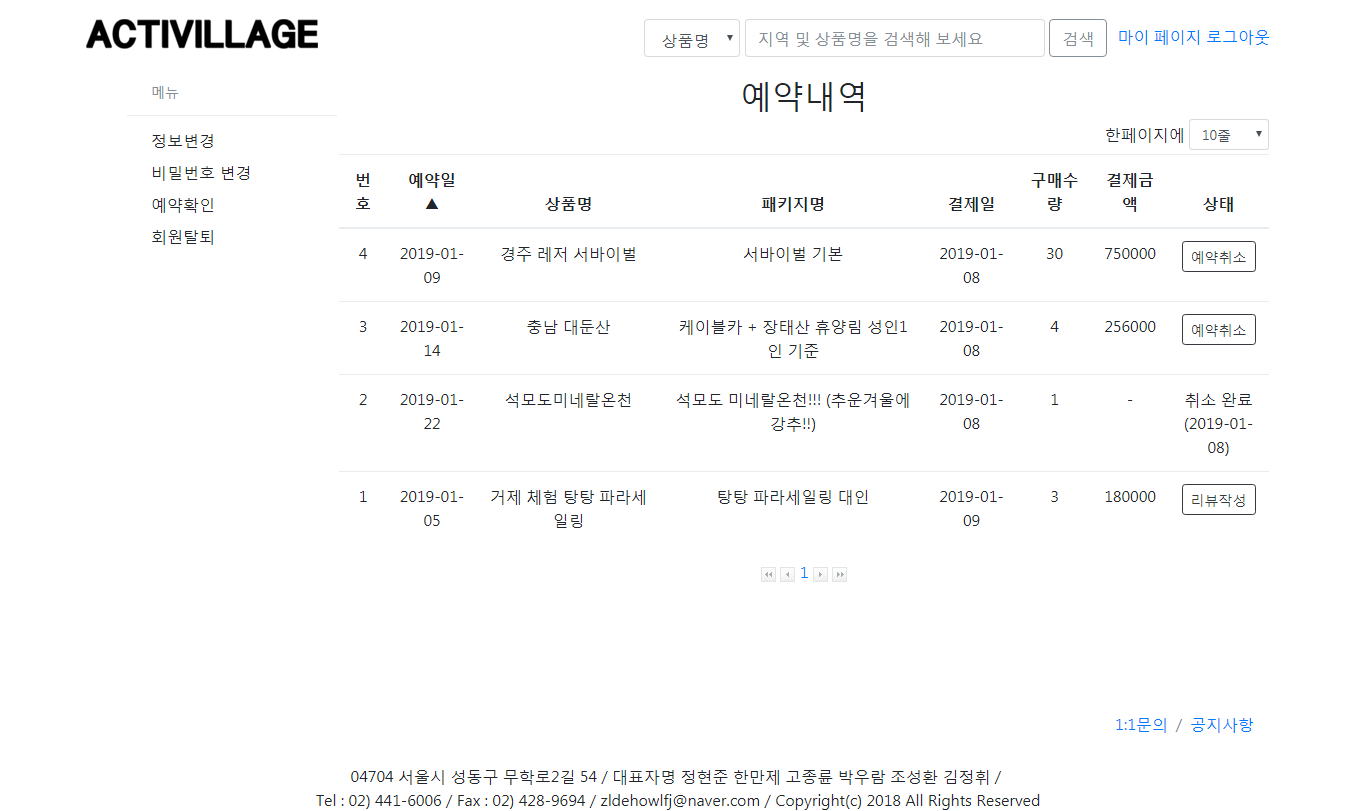 ACTIVILLAGE
상품명 지역 및 상품명을 검색해 보세요 검색 마이 페이지 로그아웃
메뉴
정보변경
비밀번호 변경
예약확인
회원탈퇴
예약내역
한페이지에 10줄
번호 예약일 ▲ 상품명 패키지명 결제일 구매수량 결제금액 상태
4 2019-01-09 경주 레저 서바이벌 서바이벌 기본 2019-01-08 30 750000 예약취소
3 2019-01-14 충남 대둔산 케이블카 + 장태산 휴양림 성인1인 기준 2019-01-08 4 256000 예약취소
2 2019-01-22 석모도미네랄온천 석모도 미네랄온천!!! (추운겨울에 강추!!) 2019-01-08 1 - 취소 완료 (2019-01-08)
1 2019-01-05 거제 체험 탕탕 파라세일링 탕탕 파라세일링 대인 2019-01-09 3 180000 리뷰작성
1
1:1문의 / 공지사항
04704 서울시 성동구 무학로2길 54 / 대표자명 정현준 한만제 고종륜 박우람 조성환 김정휘 /
Tel : 02) 441-6006 / Fax : 02) 428-9694 / zldehowlfj@naver.com / Copyright(c) 2018 All Rights Reserved